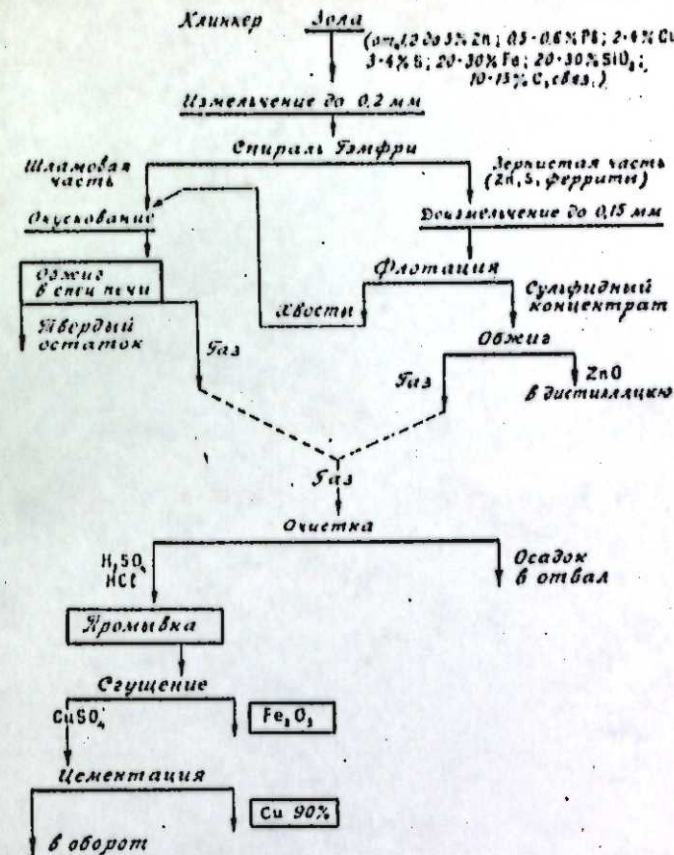 Клинкер Зола
(от 1,2 до 3% Zn; 0,5-0,6% Pb; 2-4% Cu
3-4% S; 20-30% Fe; 20-30% SiO₂;
10-15% C, связ.)
Измельчение до 0,2 мм
Спираль Гэмфри
Шламовая часть
Зернистая часть
(Zn, S, ферриты)
Окускование
Доизмельчение до 0,15 мм
Обжиг
в спец печи
Флотация
Хвосты
Сульфидный
концентрат
Твердый
остаток
Газ
Обжиг
Газ
ZnO
в дистилляцию
Газ
Очистка
H₂SO₄
HCl
Осадок
в отвал
Промывка
Сгущение
CuSO₄
Fe₂O₃
Цементация
Cu 90%
в оборот